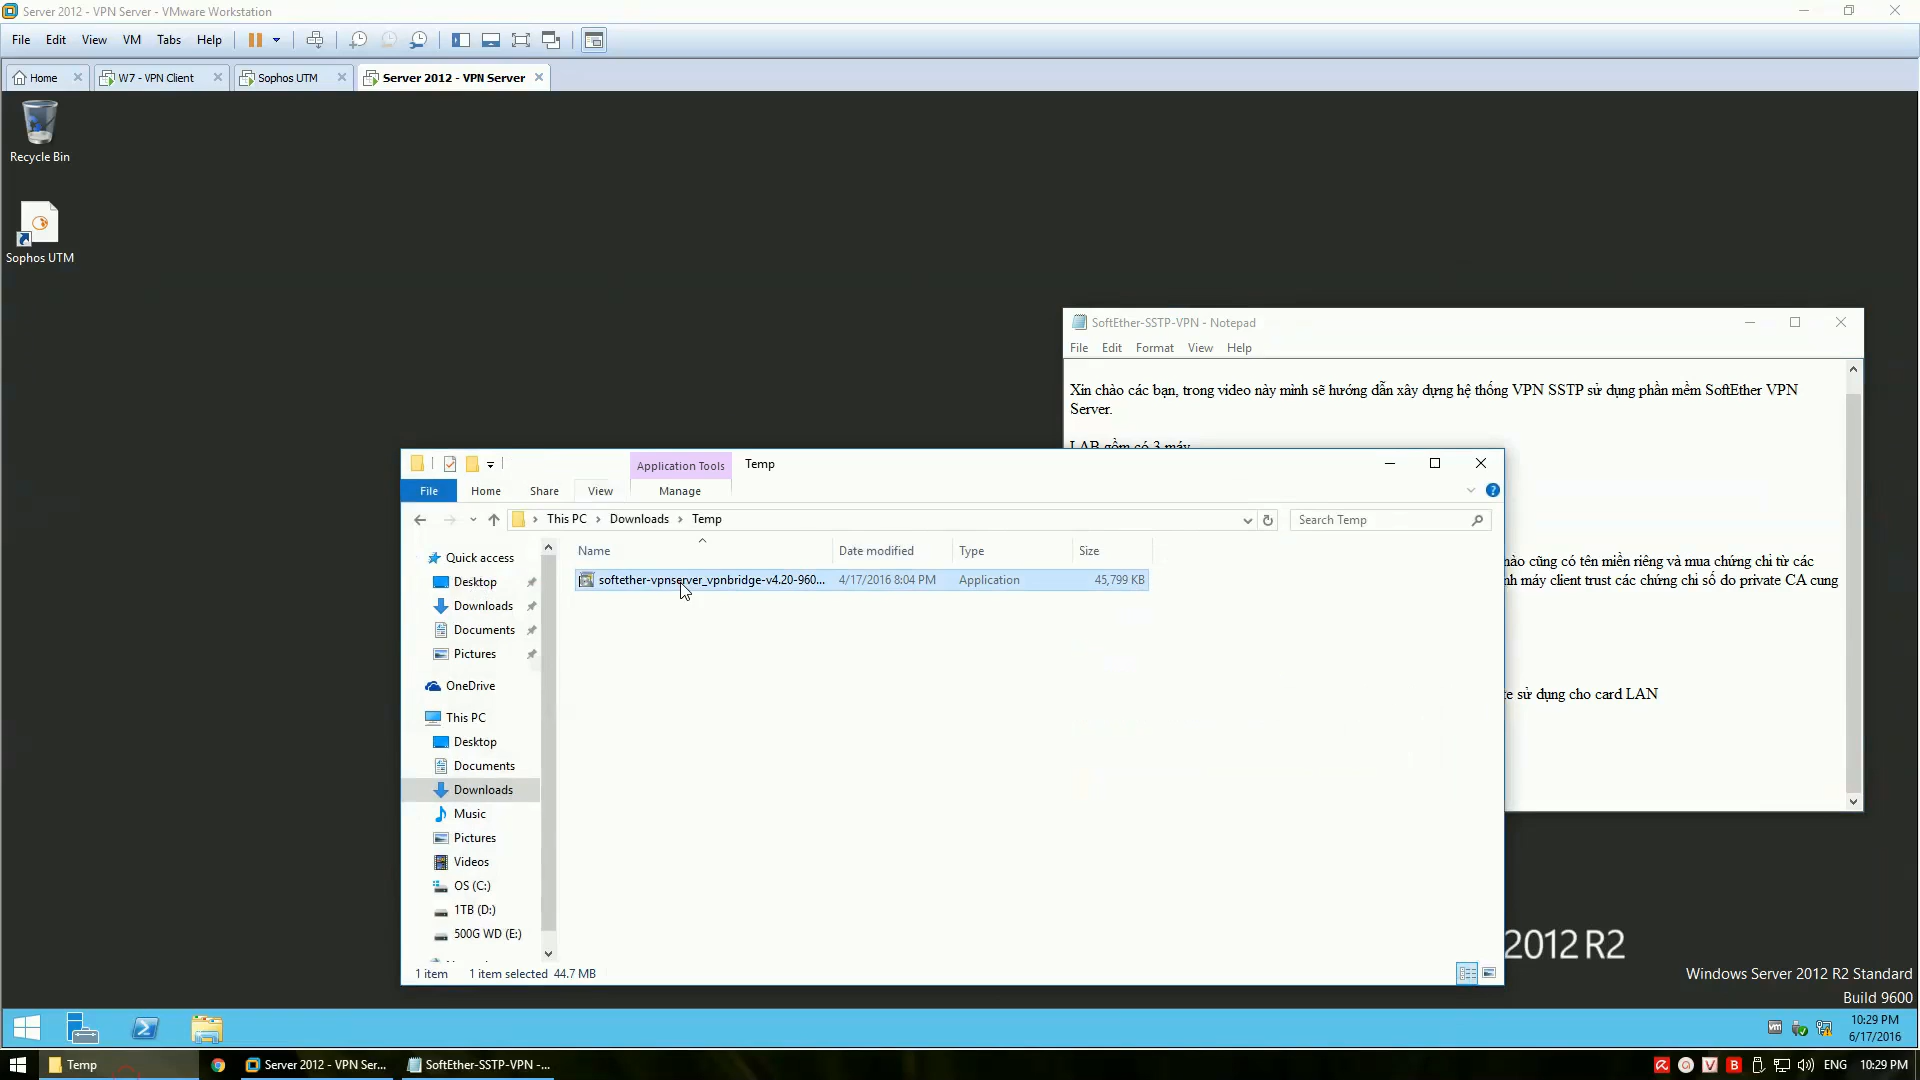 Server 2012 - VPN Server - VMware Workstation
File Edit View VM Tabs Help
Home W7 - VPN Client Sophos UTM Server 2012 - VPN Server
Recycle Bin
Sophos UTM
SoftEther-SSTP-VPN - Notepad
File Edit Format View Help
Xin chào các bạn, trong video này mình sẽ hướng dẫn xây dựng hệ thống VPN SSTP sử dụng phần mềm SoftEther VPN
Server.
LAB gồm có 3 máy
nào cũng có tên miền riêng và mua chứng chỉ từ các
nh máy client trust các chứng chỉ số do private CA cung
sử dụng cho card LAN
Application Tools Temp
File Home Share View Manage
This PC Downloads Temp
Search Temp
Name Date modified Type Size
softether-vpnserver_vpnbridge-v4.20-960... 4/17/2016 8:04 PM Application 45,799 KB
Quick access
Desktop
Downloads
Documents
Pictures
OneDrive
This PC
Desktop
Documents
Downloads
Music
Pictures
Videos
OS (C:)
1TB (D:)
500G WD (E:)
1 item 1 item selected 44.7 MB
2012 R2
Windows Server 2012 R2 Standard
Build 9600
10:29 PM
6/17/2016
Temp Server 2012 - VPN Ser... SoftEther-SSTP-VPN -... ENG 10:29 PM